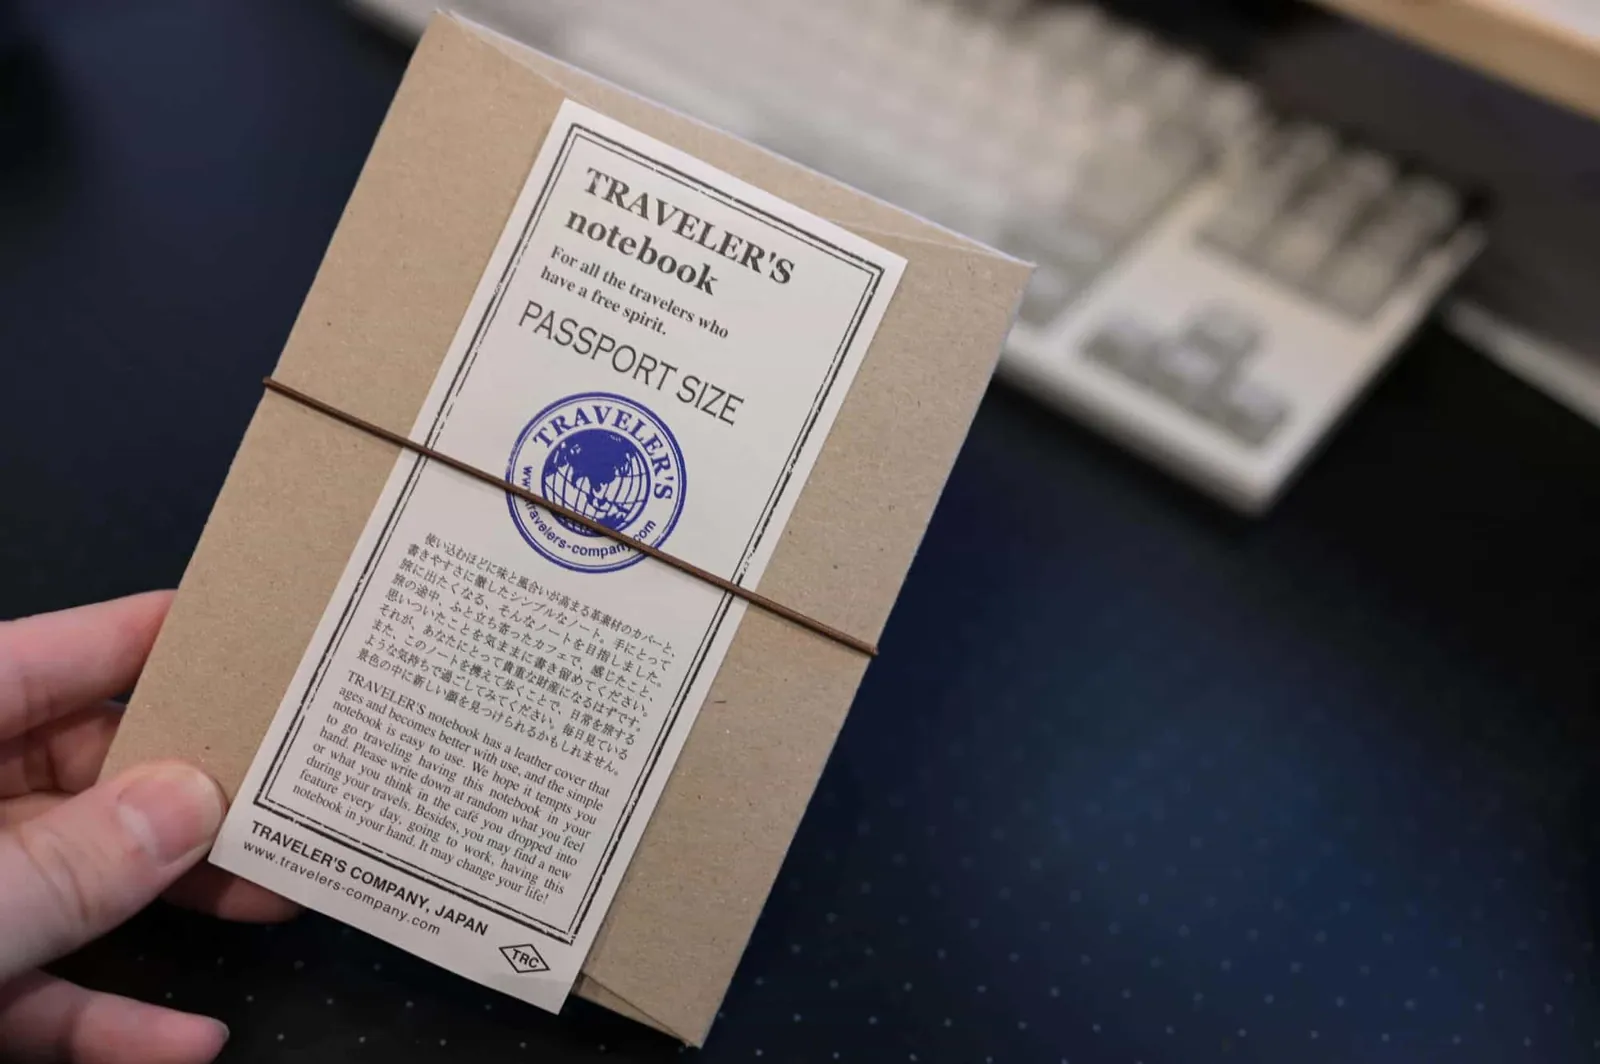 TRAVELER'S
notebook
For all the travelers who
have a free spirit.
PASSPORT SIZE
TRAVELER'S
travelers-company.com
使い込むほどに味と風合いが高まる革素材のカバーと、
書きやすさに徹したシンプルなノート。手にとって
旅に出たくなる、そんなノートを目指しました。
旅の途中、ふと立ち寄ったカフェで、感じたこと、
思いついたことを気ままに書き留めてください。
それが、あなたにとって貴重な財産になるはずです。
また、このノートを携えて歩くことで、日常を旅する
ような気持ちで過ごしてみてください。毎日見ている
景色の中に新しい顔を見つけられるかもしれません。
TRAVELER'S notebook has a leather cover that
ages and becomes better with use, and the simple
notebook is easy to use. We hope it tempts you
to go traveling having this notebook in your
hand. Please write down at random what you feel
or what you think in the café you dropped into
during your travels. Besides, you may find a new
feature every day, going to work, having this
notebook in your hand. It may change your life!
TRAVELER'S COMPANY, JAPAN
www.travelers-company.com
TRC